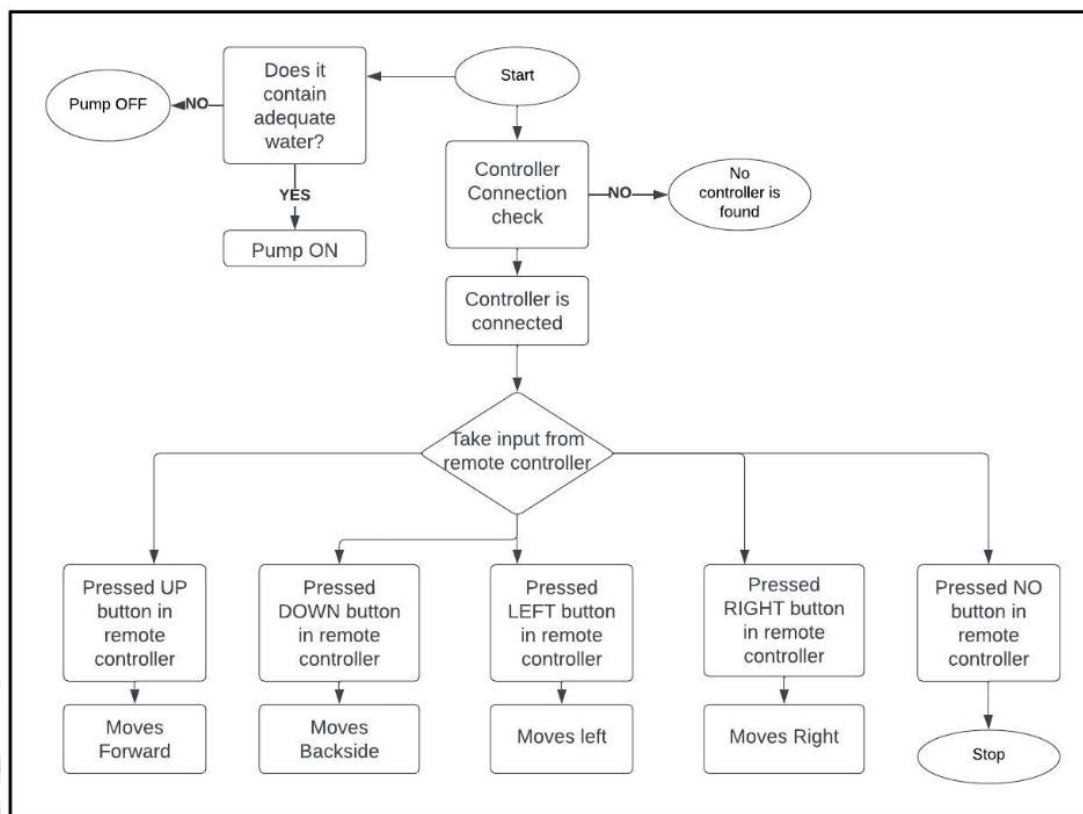 Start
Does it
contain
adequate
water?
NO
Pump OFF
YES
Pump ON
Controller
Connection
check
NO
No
controller is
found
Controller is
connected
Take input from
remote controller
Pressed UP
button in
remote
controller
Pressed
DOWN button
in remote
controller
Pressed
LEFT button
in remote
controller
Pressed
RIGHT button
in remote
controller
Pressed NO
button in
remote
controller
Moves
Forward
Moves
Backside
Moves left
Moves Right
Stop